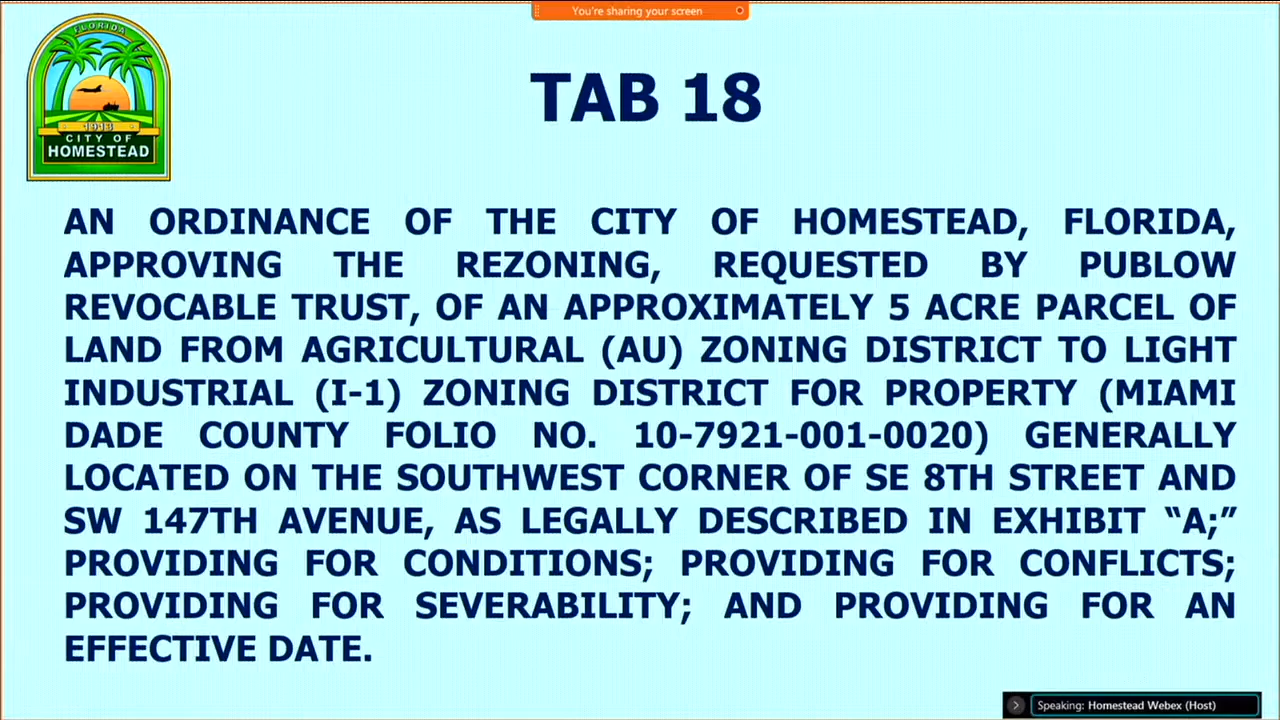 You're sharing your screen
FLORIDA
1913
CITY OF
HOMESTEAD
TAB 18
AN ORDINANCE OF THE CITY OF HOMESTEAD, FLORIDA,
APPROVING THE REZONING, REQUESTED BY PUBLOW
REVOCABLE TRUST, OF AN APPROXIMATELY 5 ACRE PARCEL OF
LAND FROM AGRICULTURAL (AU) ZONING DISTRICT TO LIGHT
INDUSTRIAL (I-1) ZONING DISTRICT FOR PROPERTY (MIAMI
DADE COUNTY FOLIO NO. 10-7921-001-0020) GENERALLY
LOCATED ON THE SOUTHWEST CORNER OF SE 8TH STREET AND
SW 147TH AVENUE, AS LEGALLY DESCRIBED IN EXHIBIT “A;”
PROVIDING FOR CONDITIONS; PROVIDING FOR CONFLICTS;
PROVIDING FOR SEVERABILITY; AND PROVIDING FOR AN
EFFECTIVE DATE.
Speaking: Homestead Webex (Host)